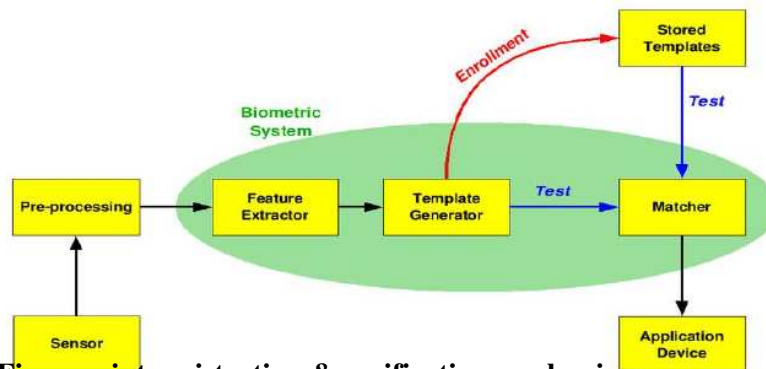 Stored
Templates
Enrollment
Test
Biometric
System
Pre-processing
Feature
Extractor
Template
Generator
Test
Matcher
Sensor
Application
Device
&